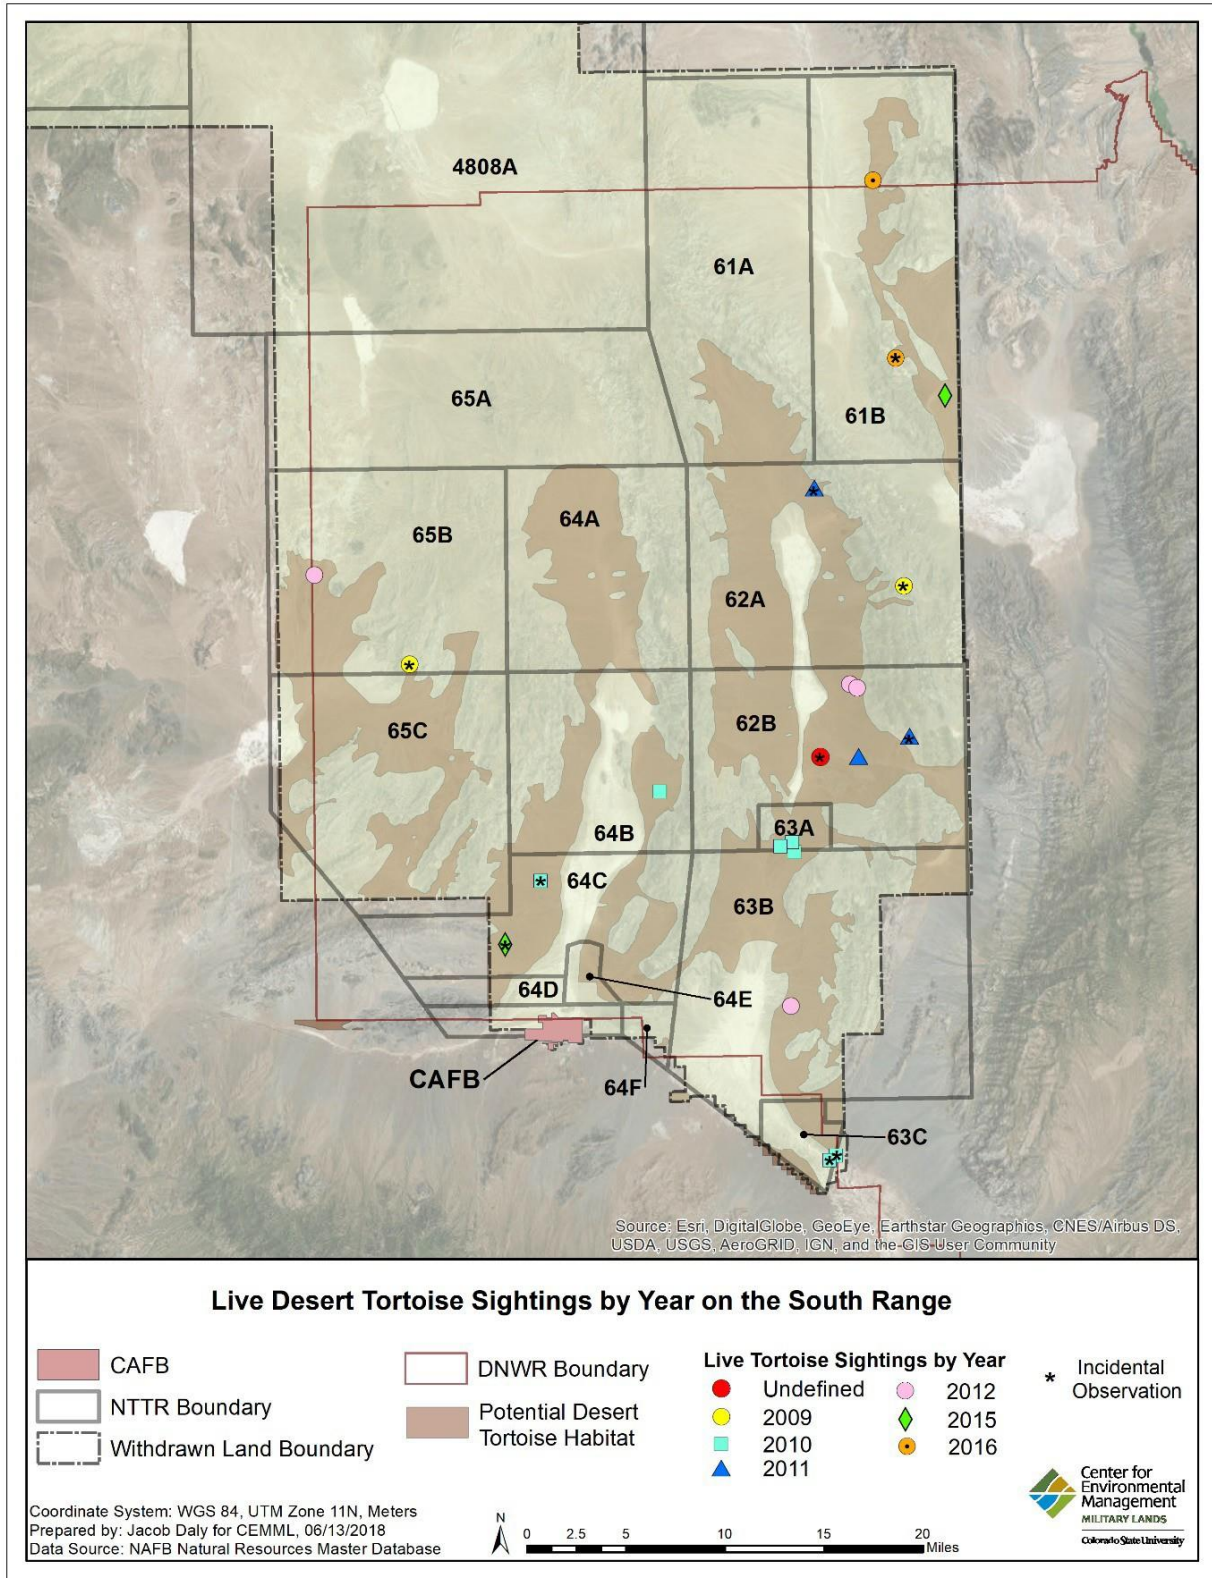 4808A
61A
65A
61B
65B
64A
62A
65C
62B
64B
63A
64C
63B
64D
64E
CAFB
64F
63C
Source: Esri, DigitalGlobe, GeoEye, Earthstar Geographics, CNES/Airbus DS,
USDA, USGS, AeroGRID, IGN, and the GIS User Community
Live Desert Tortoise Sightings by Year on the South Range
CAFB
NTTR Boundary
Withdrawn Land Boundary
DNWR Boundary
Potential Desert
Tortoise Habitat
Live Tortoise Sightings by Year
Undefined
2009
2010
2011
2012
2015
2016
* Incidental
Observation
Coordinate System: WGS 84, UTM Zone 11N, Meters
Prepared by: Jacob Daly for CEMML, 06/13/2018
Data Source: NAFB Natural Resources Master Database
N
0 2.5 5 10 15 20
Miles
Center for
Environmental
Management
MILITARY LANDS
Colorado State University